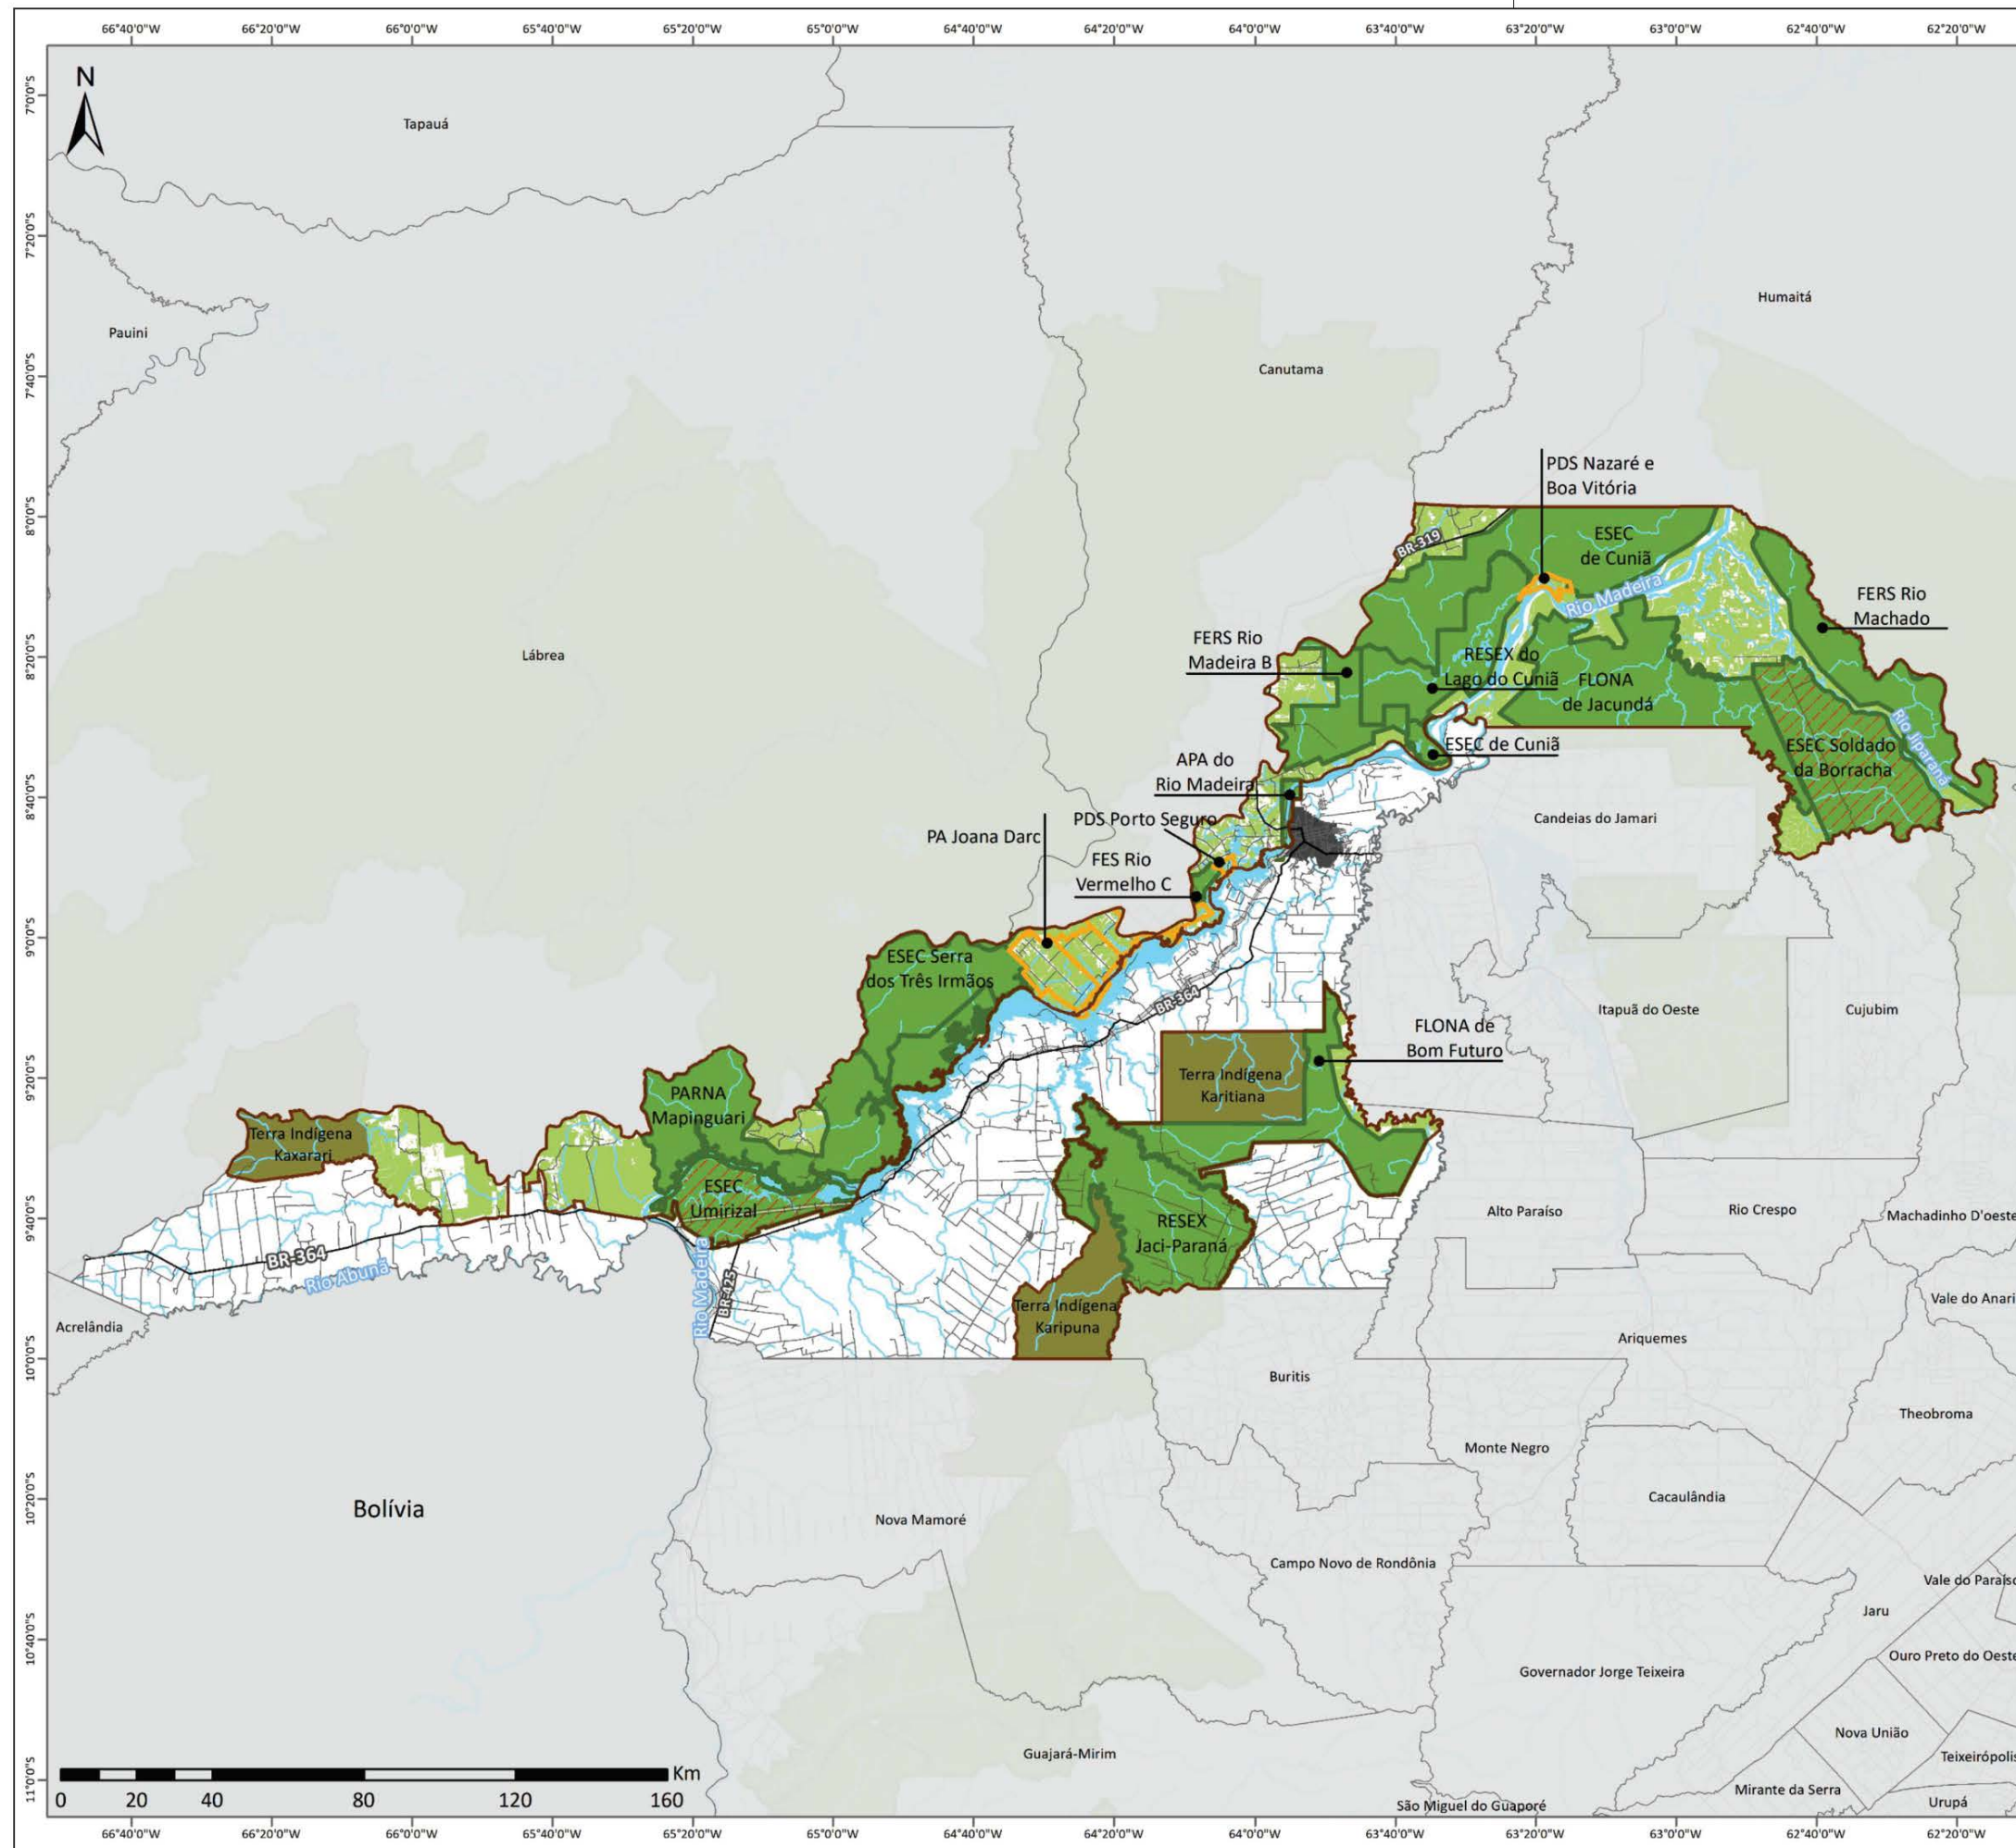 66°40'0"W 66°20'0"W 66°0'0"W 65°40'0"W 65°20'0"W 65°0'0"W 64°40'0"W 64°20'0"W 64°0'0"W 63°40'0"W 63°20'0"W 63°0'0"W 62°40'0"W 62°20'0"W
7°0'0"S
7°20'0"S
7°40'0"S
8°0'0"S
8°20'0"S
8°40'0"S
9°0'0"S
9°20'0"S
9°40'0"S
10°0'0"S
10°20'0"S
10°40'0"S
11°0'0"S
N
Tapauá
Humaitá
Pauini
Canutama
PDS Nazaré e
Boa Vitória
BR-319
ESEC
de Cuniã
Rio Madeira
FERS Rio
Machado
FERS Rio
Madeira B
Lábrea
RESEX do
Lago do Cuniã
FLONA
de Jacundá
Rio Jiparaná
ESEC de Cuniã
ESEC Soldado
da Borracha
APA do
Rio Madeira
PDS Porto Seguro
Candeias do Jamari
PA Joana Darc
FES Rio
Vermelho C
ESEC Serra
dos Três Irmãos
BR-364
Itapuã do Oeste
Cujubim
FLONA de
Bom Futuro
Terra Indígena
Karitiana
PARNA
Mapinguari
Terra Indígena
Kaxarari
ESEC
Umirizal
RESEX
Jaci-Paraná
Alto Paraíso
Rio Crespo
Machadinho D'oeste
BR-364
Rio Abunã
Rio Madeira
BR-425
Vale do Anari
Terra Indígena
Karipuna
Acrelândia
Ariquemes
Buritis
Theobroma
Monte Negro
Cacaulândia
Bolívia
Nova Mamoré
Campo Novo de Rondônia
Vale do Paraíso
Jaru
Ouro Preto do Oeste
Governador Jorge Teixeira
Nova União
Guajará-Mirim
Teixeirópolis
Km
0 20 40 80 120 160
Mirante da Serra
Urupá
São Miguel do Guaporé
66°40'0"W 66°20'0"W 66°0'0"W 65°40'0"W 65°20'0"W 65°0'0"W 64°40'0"W 64°20'0"W 64°0'0"W 63°40'0"W 63°20'0"W 63°0'0"W 62°40'0"W 62°20'0"W